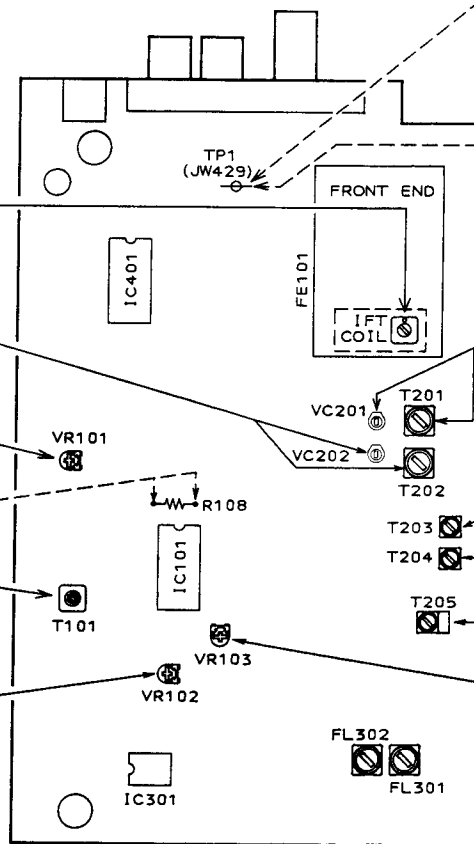 TP1
(JW429)
FRONT END
IC401
FE101
IFT
COIL
VC201
T201
VR101
VC202
T202
R108
T203
IC101
T204
T101
T205
VR103
VR102
FL302
IC301
FL301